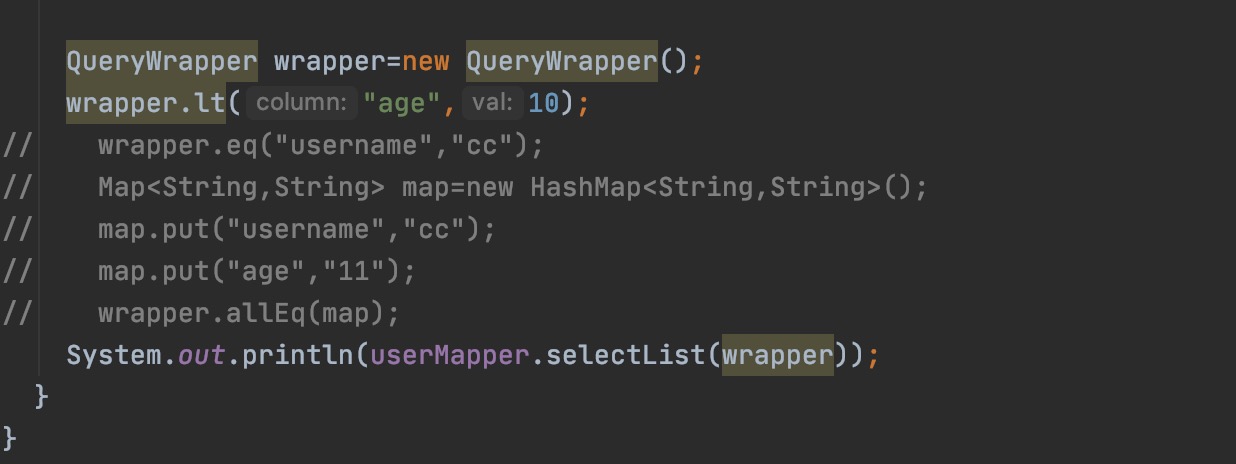 QueryWrapper wrapper=new QueryWrapper();
wrapper.lt( column: "age", val: 10);
// wrapper.eq("username","cc");
// Map<String,String> map=new HashMap<String,String>();
// map.put("username","cc");
// map.put("age","11");
// wrapper.allEq(map);
System.out.println(userMapper.selectList(wrapper));
}
}